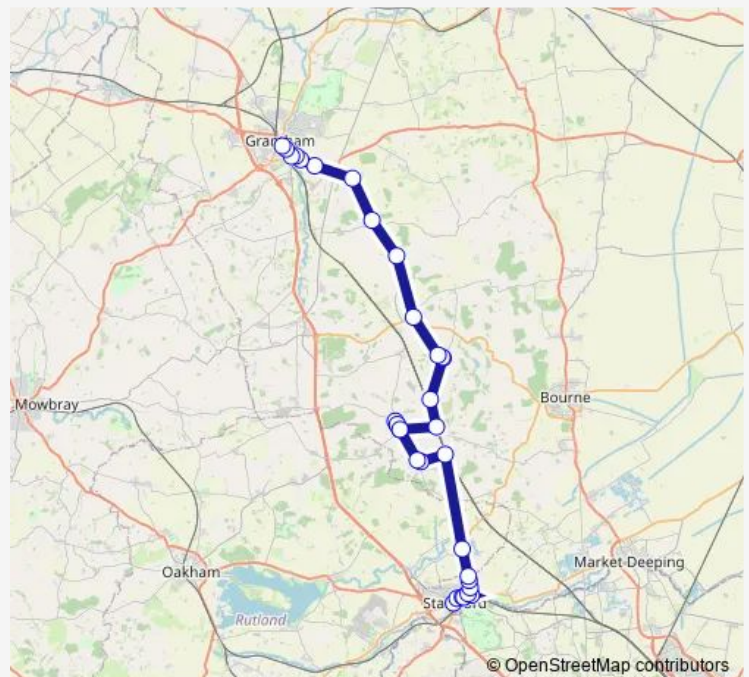 Grantham
Mowbray
Bourne
Market Deeping
Oakham
Stamford
Rutland
© OpenStreetMap contributors